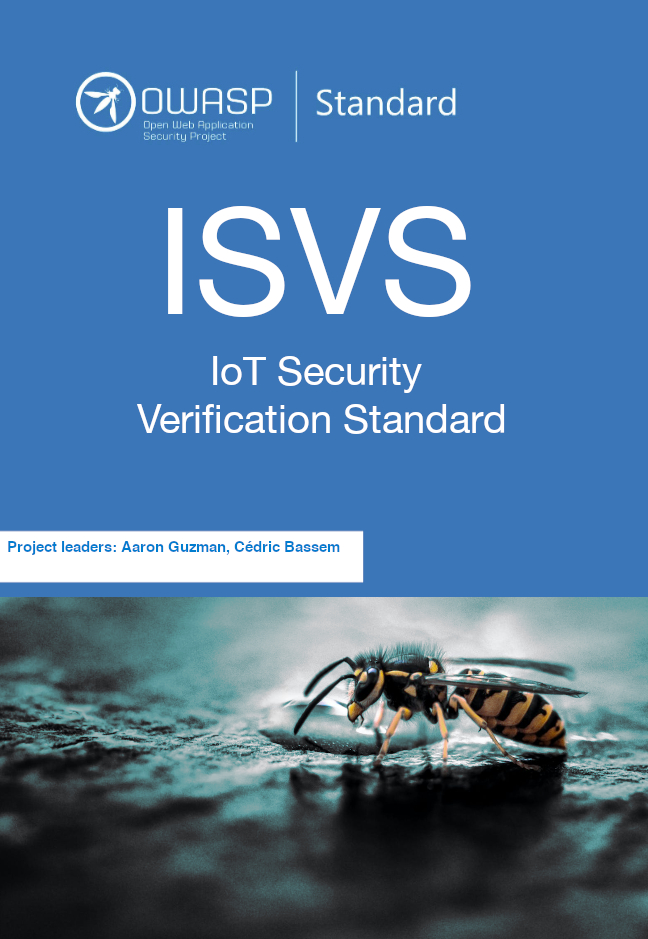 OWASP
Open Web Application
Security Project
Standard
ISVS
IoT Security
Verification Standard
Project leaders: Aaron Guzman, Cédric Bassem